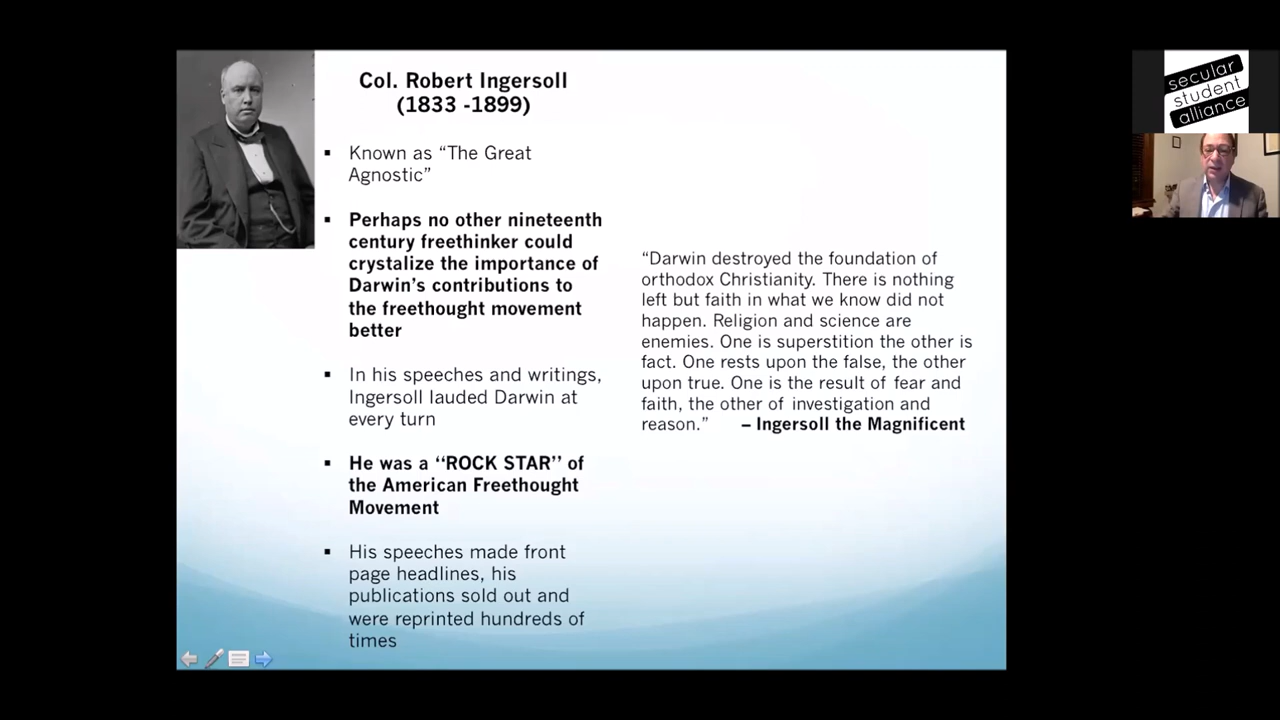 Col. Robert Ingersoll
(1833 -1899)
▪ Known as “The Great
Agnostic”
▪ Perhaps no other nineteenth
century freethinker could
crystalize the importance of
Darwin’s contributions to
the freethought movement
better
▪ In his speeches and writings,
Ingersoll lauded Darwin at
every turn
▪ He was a “ROCK STAR” of
the American Freethought
Movement
▪ His speeches made front
page headlines, his
publications sold out and
were reprinted hundreds of
times
“Darwin destroyed the foundation of
orthodox Christianity. There is nothing
left but faith in what we know did not
happen. Religion and science are
enemies. One is superstition the other is
fact. One rests upon the false, the other
upon true. One is the result of fear and
faith, the other of investigation and
reason.” – Ingersoll the Magnificent
secular
student
alliance